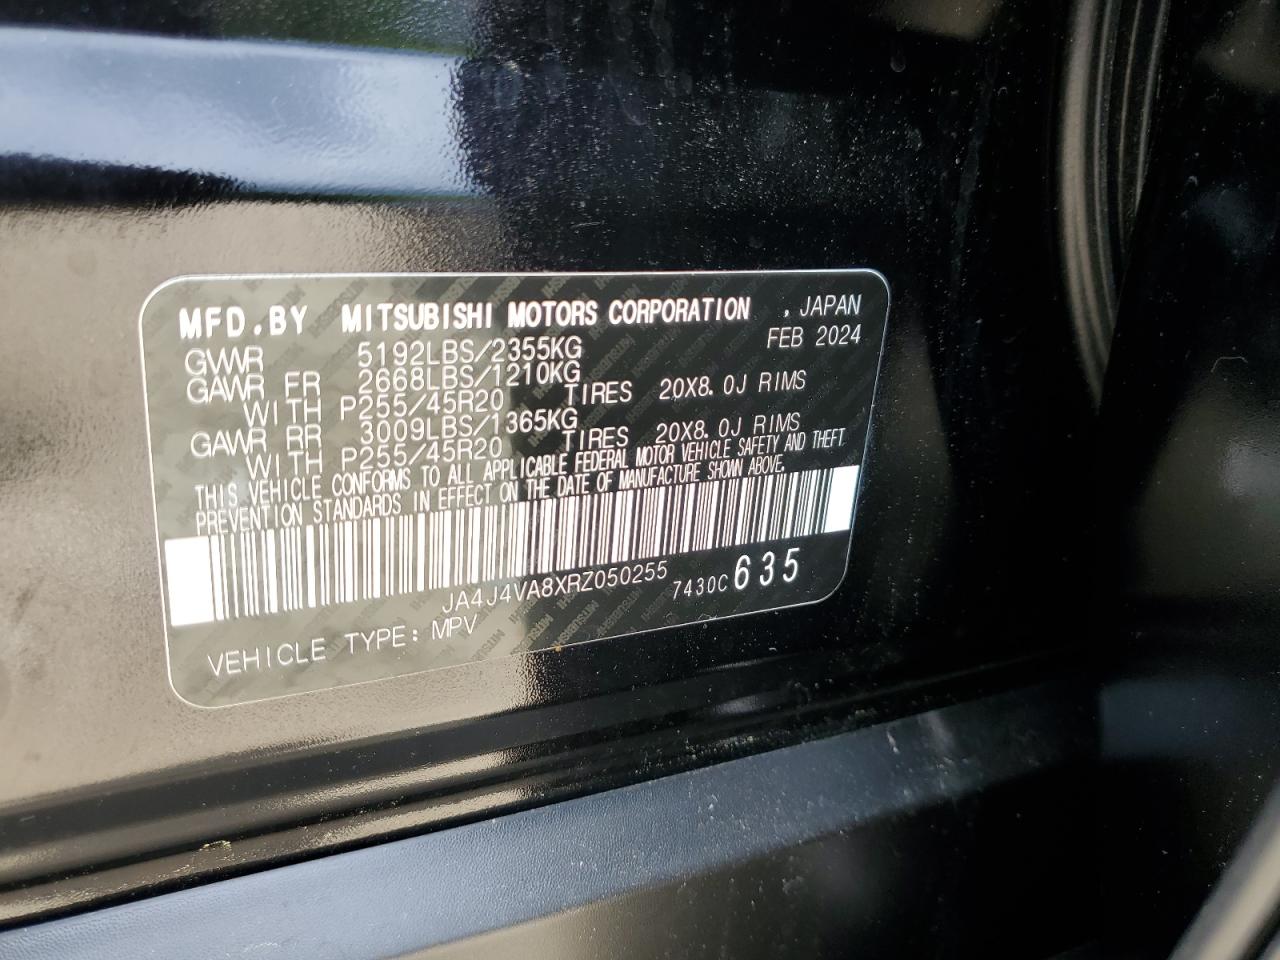 MFD.BY MITSUBISHI MOTORS CORPORATION , JAPAN
FEB 2024
GVWR 5192LBS/2355KG
GAWR FR 2668LBS/1210KG
WITH P255/45R20 TIRES 20X8.0J RIMS
GAWR RR 3009LBS/1365KG
WITH P255/45R20 TIRES 20X8.0J RIMS
THIS VEHICLE CONFORMS TO ALL APPLICABLE FEDERAL MOTOR VEHICLE SAFETY AND THEFT
PREVENTION STANDARDS IN EFFECT ON THE DATE OF MANUFACTURE SHOWN ABOVE.
JA4J4VA8XRZ050255 7430C 635
VEHICLE TYPE: MPV